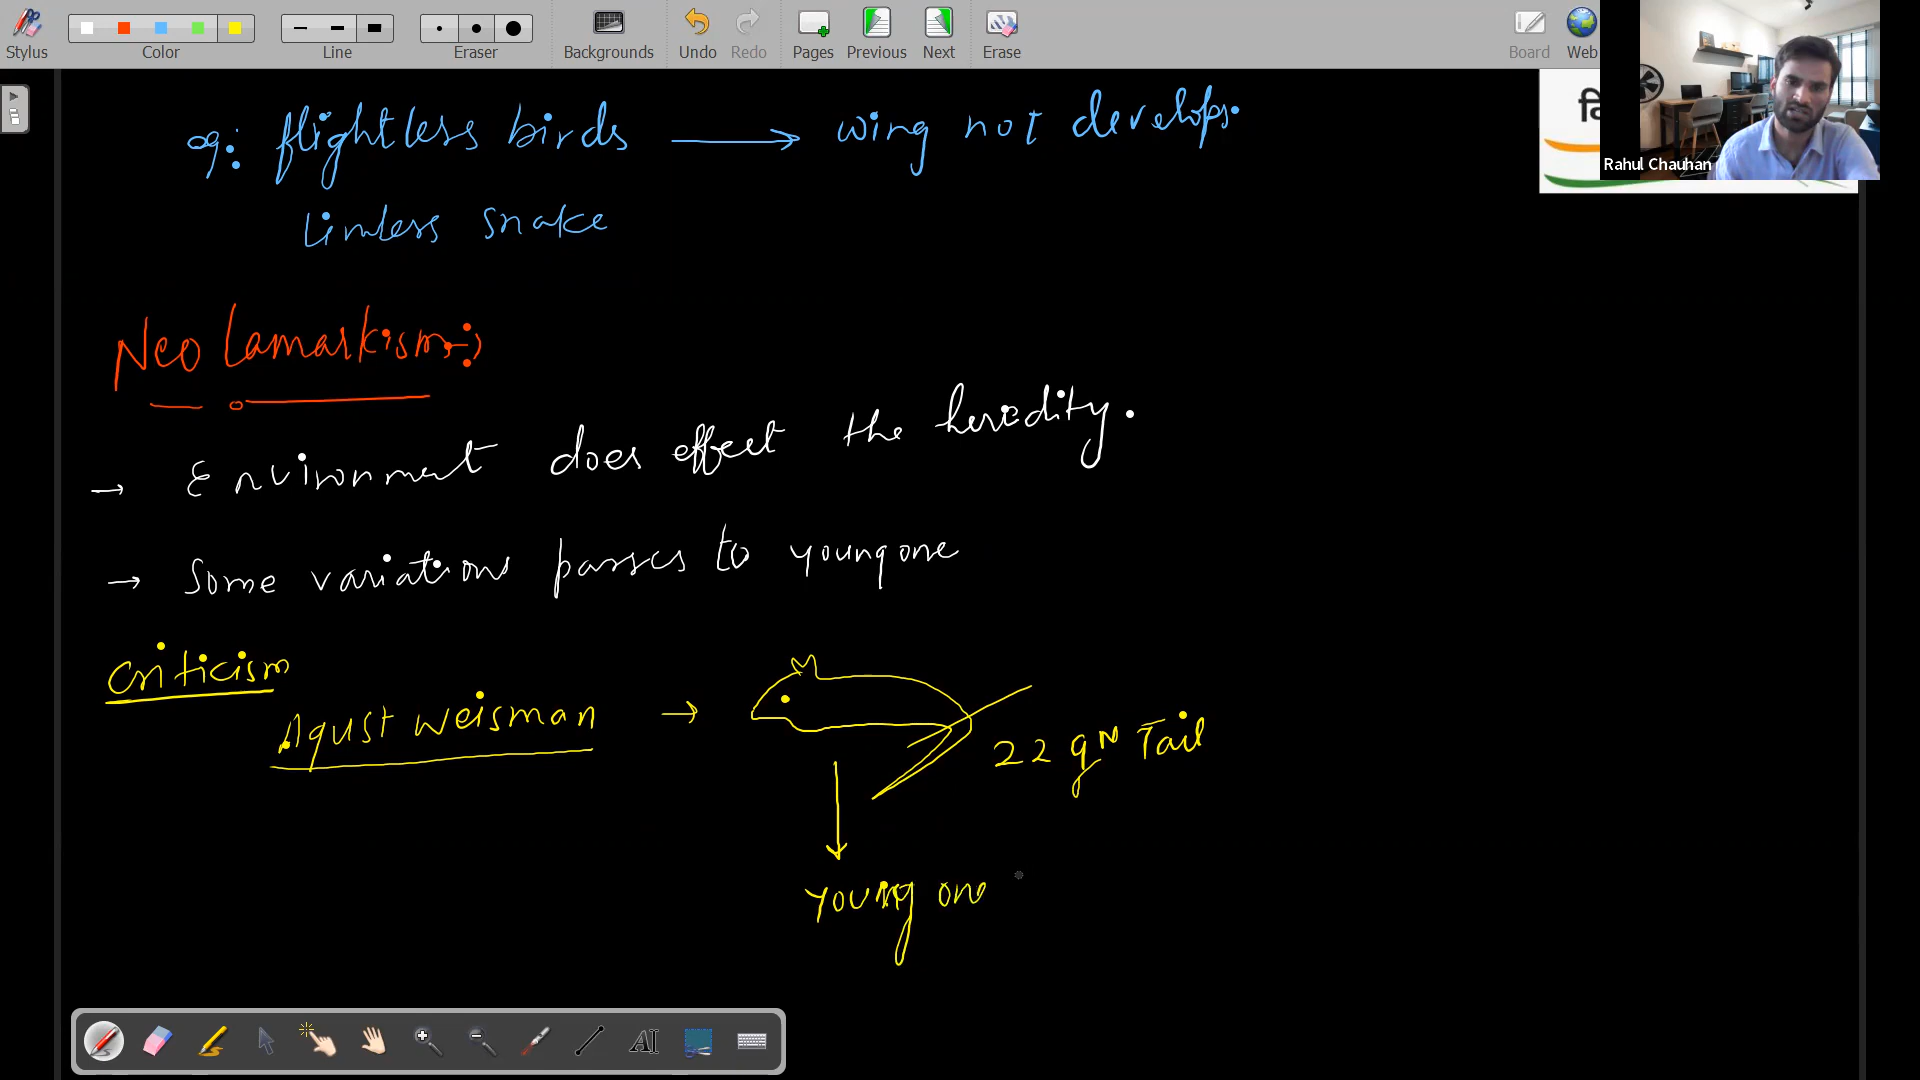 Stylus Color Line Eraser Backgrounds Undo Redo Pages Previous Next Erase Board Web
Rahul Chauhan
eg: flightless birds → wing not develops.
limless snake
Neo Lamarkism:-)
→ Environment does effect the heredity.
→ Some variations passes to young one
Criticism
Agust Weisman →
22 gn Tail
young one